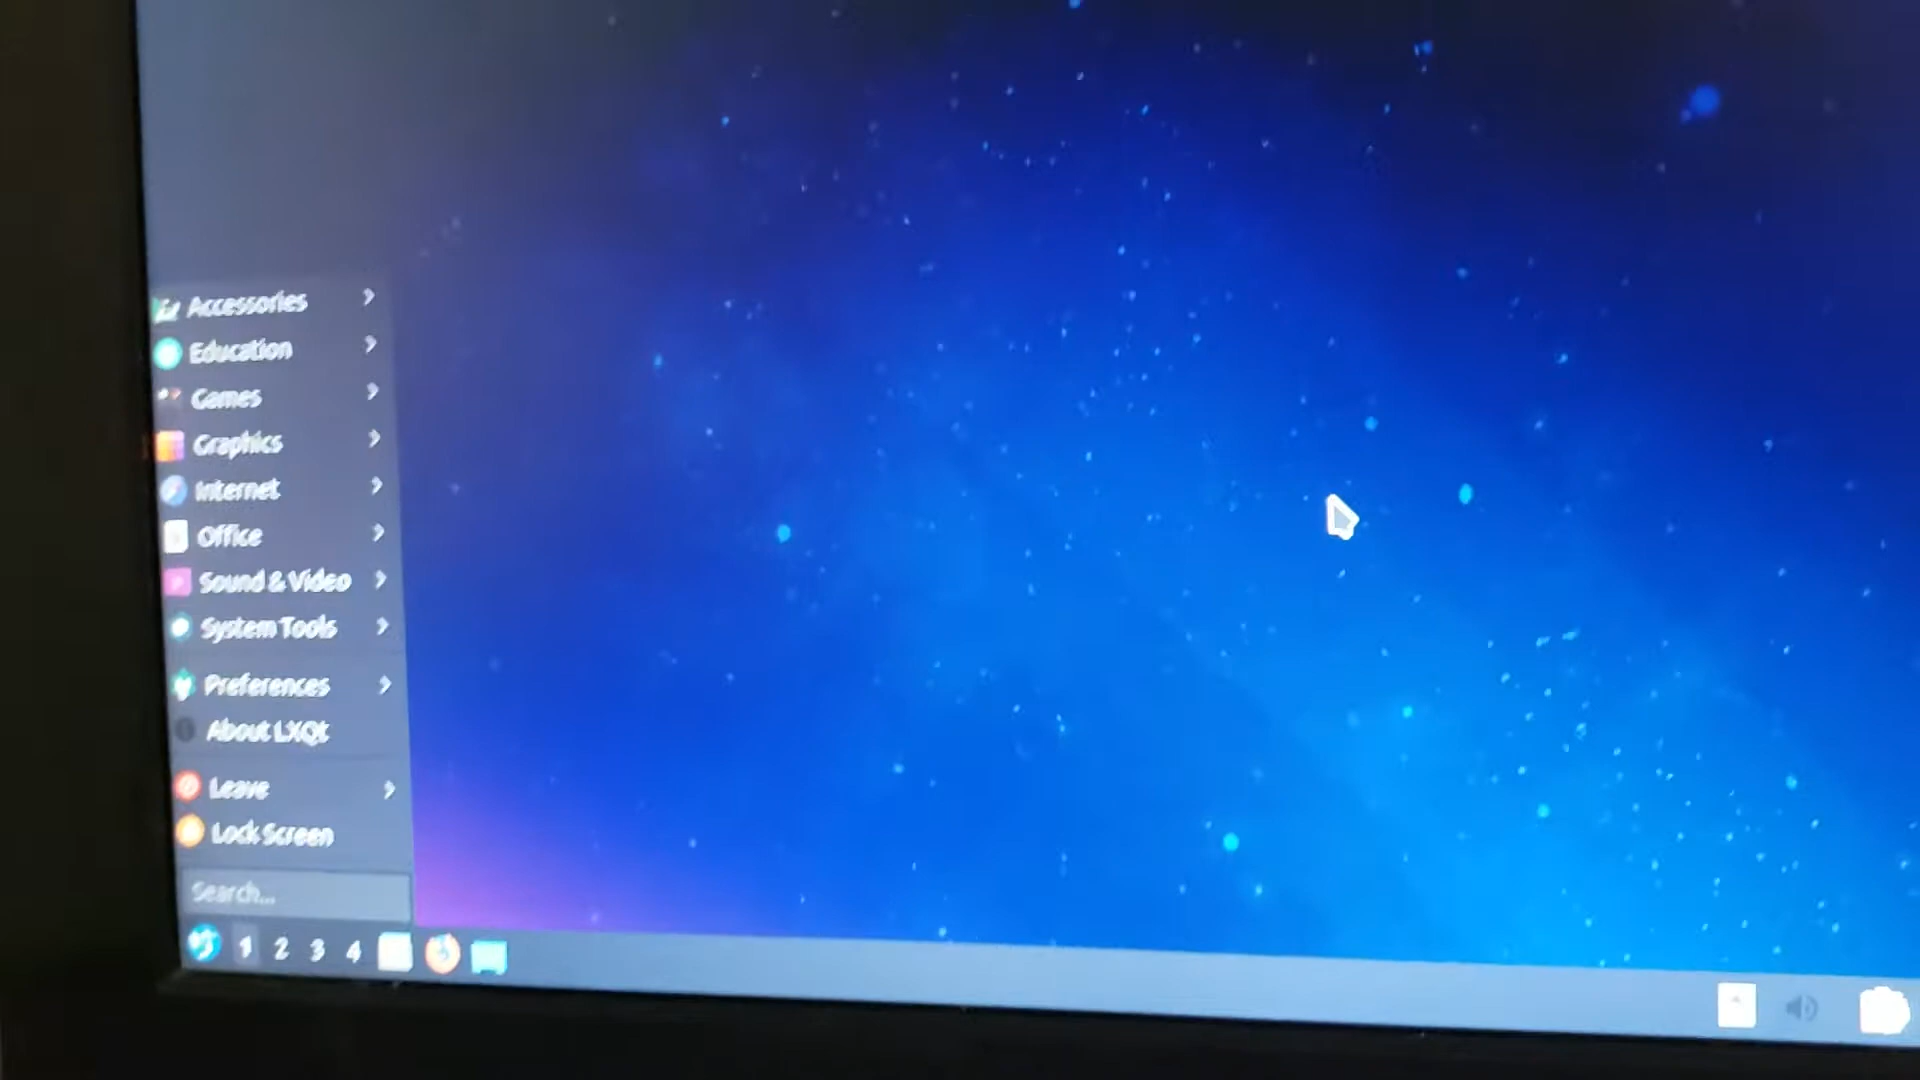 Accessories
Education
Games
Graphics
Internet
Office
Sound & Video
System Tools
Preferences
About LXQt
Leave
Lock Screen
Search...
1 2 3 4